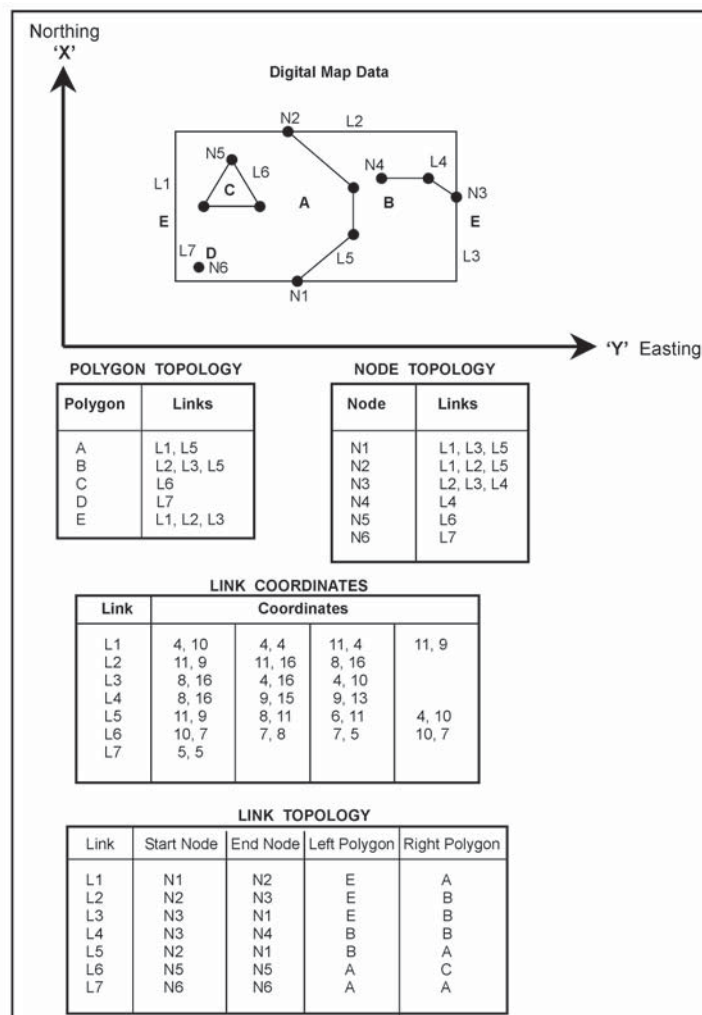 Northing
'X'
Digital Map Data
N2 L2
N5 L6 N4 L4
L1 C A B N3
E E
L7 D L5 L3
N6
N1
'Y' Easting
POLYGON TOPOLOGY
Polygon Links
A L1, L5
B L2, L3, L5
C L6
D L7
E L1, L2, L3
NODE TOPOLOGY
Node Links
N1 L1, L3, L5
N2 L1, L2, L5
N3 L2, L3, L4
N4 L4
N5 L6
N6 L7
LINK COORDINATES
Link Coordinates
L1 4, 10 4, 4 11, 4 11, 9
L2 11, 9 11, 16 8, 16
L3 8, 16 4, 16 4, 10
L4 8, 16 9, 15 9, 13
L5 11, 9 8, 11 6, 11 4, 10
L6 10, 7 7, 8 7, 5 10, 7
L7 5, 5
LINK TOPOLOGY
Link Start Node End Node Left Polygon Right Polygon
L1 N1 N2 E A
L2 N2 N3 E B
L3 N3 N1 E B
L4 N3 N4 B B
L5 N2 N1 B A
L6 N5 N5 A C
L7 N6 N6 A A